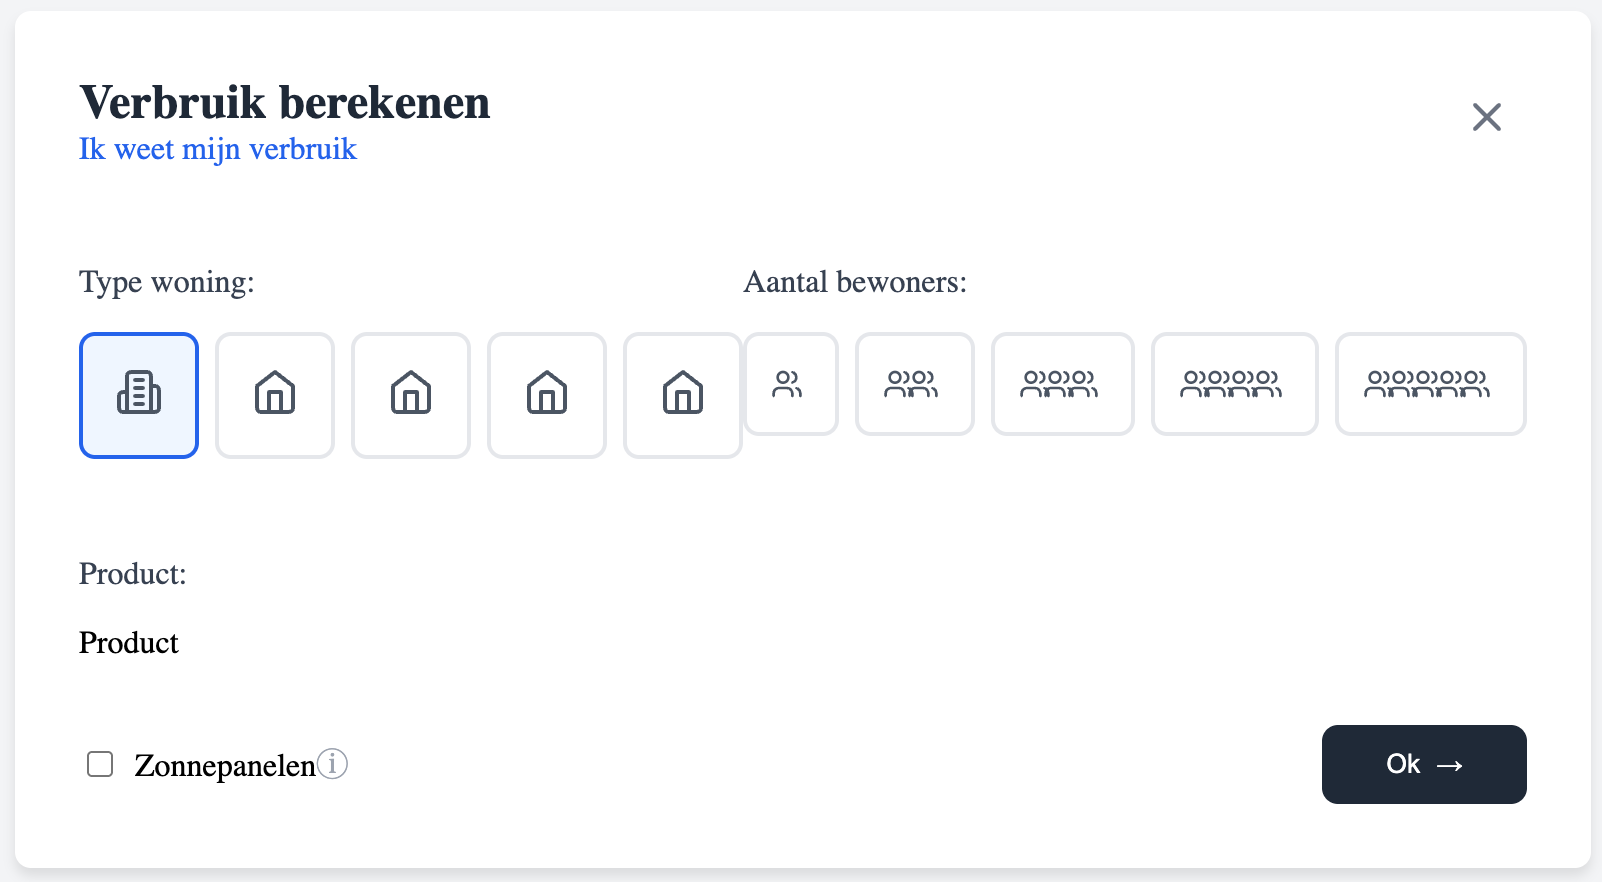 Verbruik berekenen
Ik weet mijn verbruik
Type woning:
Aantal bewoners:
Product:
Product
Zonnepanelen ⓘ
Ok →